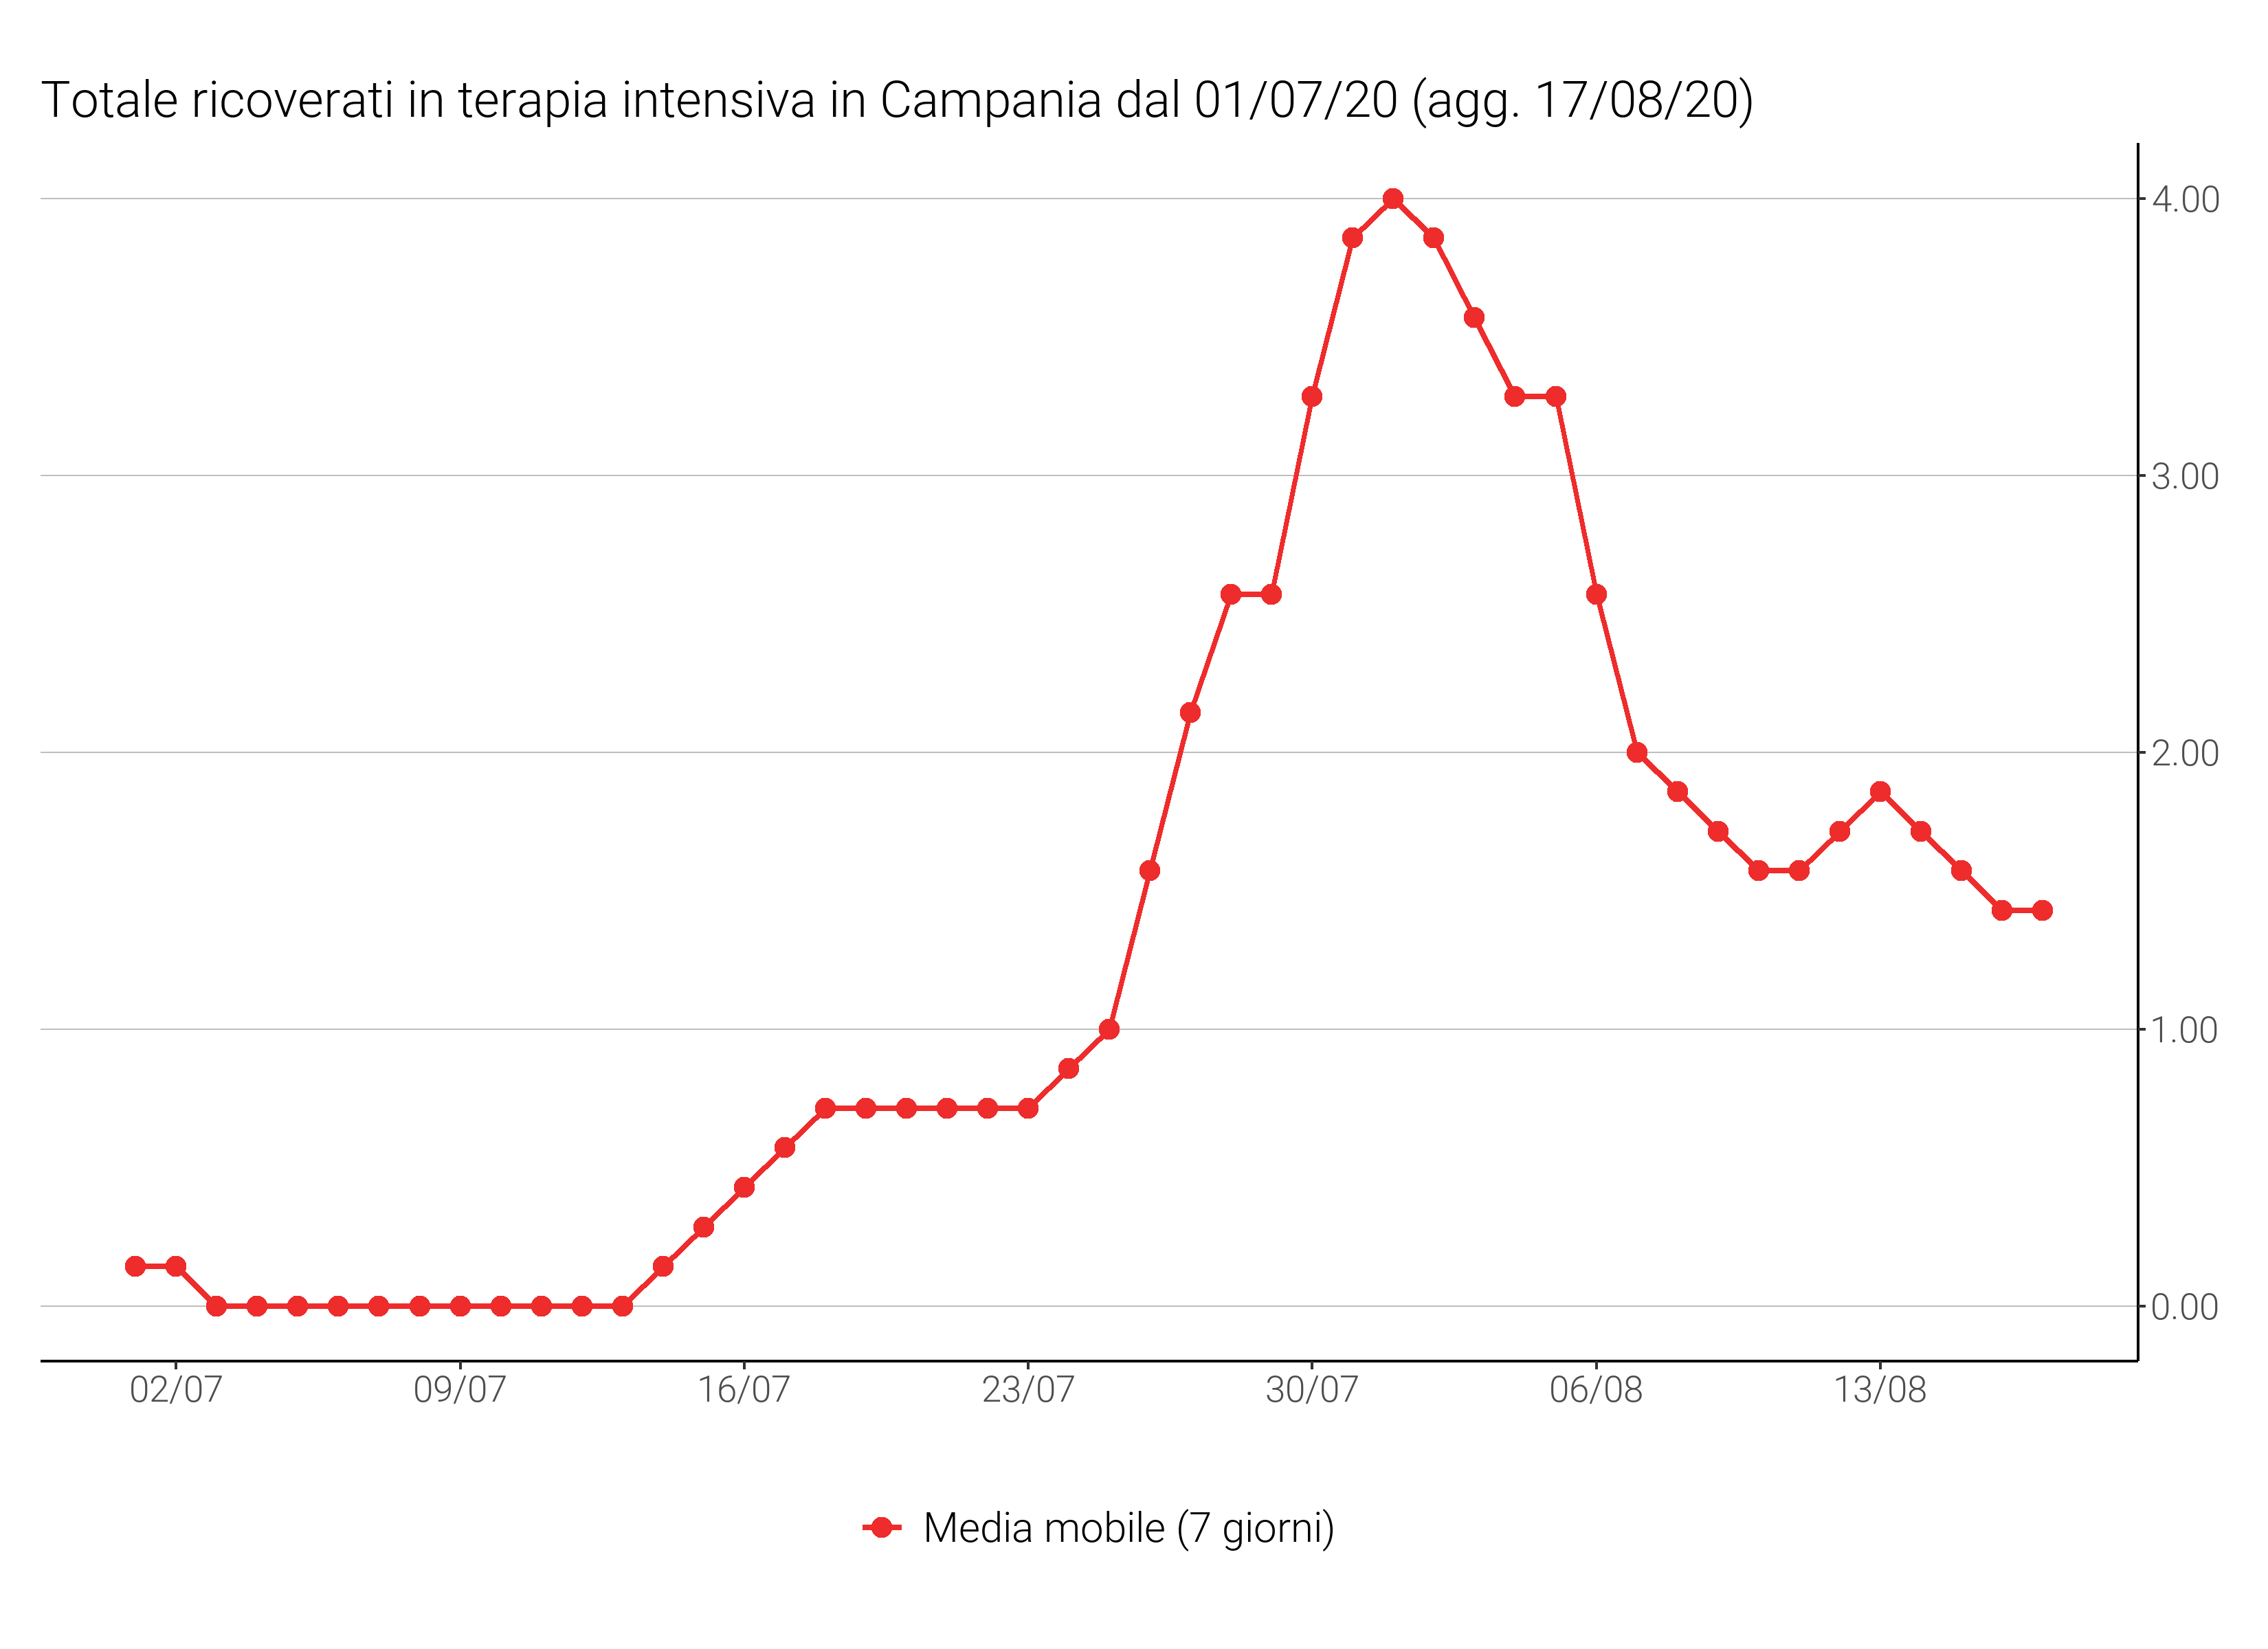 Totale ricoverati in terapia intensiva in Campania dal 01/07/20 (agg. 17/08/20)
4.00
3.00
2.00
1.00
0.00
02/07 09/07 16/07 23/07 30/07 06/08 13/08
Media mobile (7 giorni)